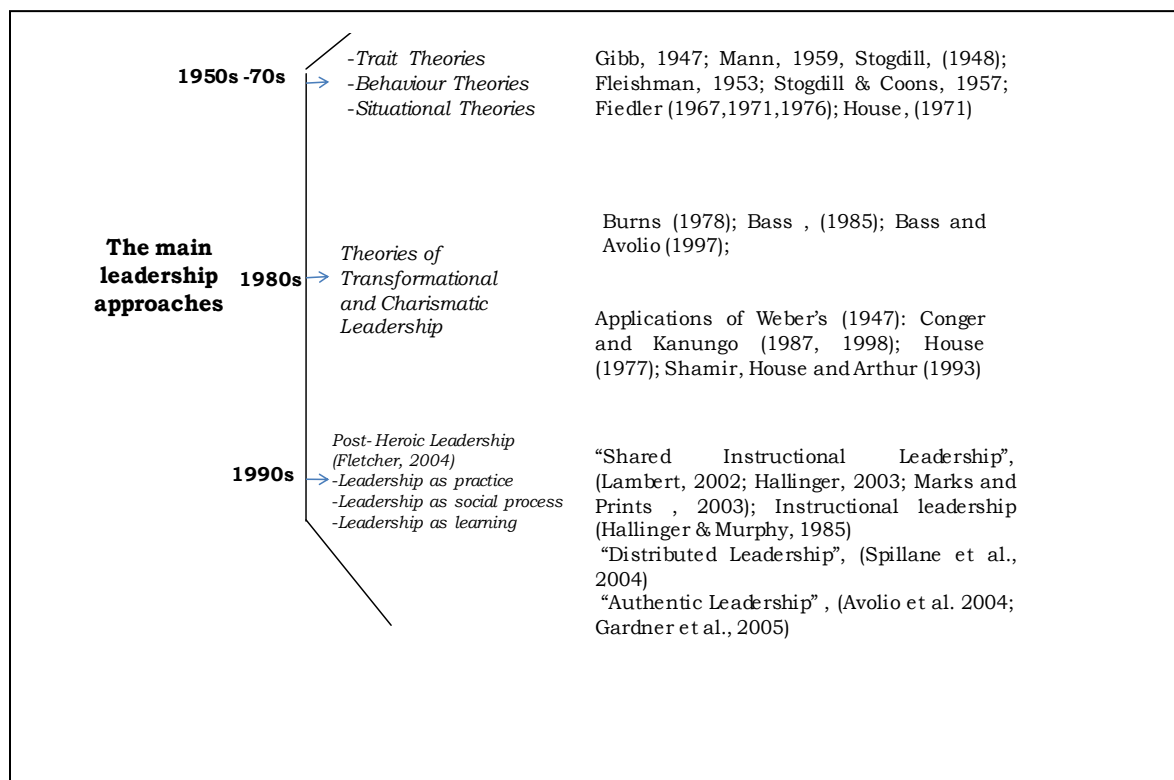 1950s -70s
-Trait Theories
-Behaviour Theories
-Situational Theories
Gibb, 1947; Mann, 1959, Stogdill, (1948);
Fleishman, 1953; Stogdill & Coons, 1957;
Fiedler (1967,1971,1976); House, (1971)
The main
leadership
approaches
1980s
Theories of
Transformational
and Charismatic
Leadership
Burns (1978); Bass , (1985); Bass and
Avolio (1997);
Applications of Weber’s (1947): Conger
and Kanungo (1987, 1998); House
(1977); Shamir, House and Arthur (1993)
1990s
Post- Heroic Leadership
(Fletcher, 2004)
-Leadership as practice
-Leadership as social process
-Leadership as learning
“Shared Instructional Leadership”,
(Lambert, 2002; Hallinger, 2003; Marks and
Prints , 2003); Instructional leadership
(Hallinger & Murphy, 1985)
“Distributed Leadership”, (Spillane et al.,
2004)
“Authentic Leadership” , (Avolio et al. 2004;
Gardner et al., 2005)